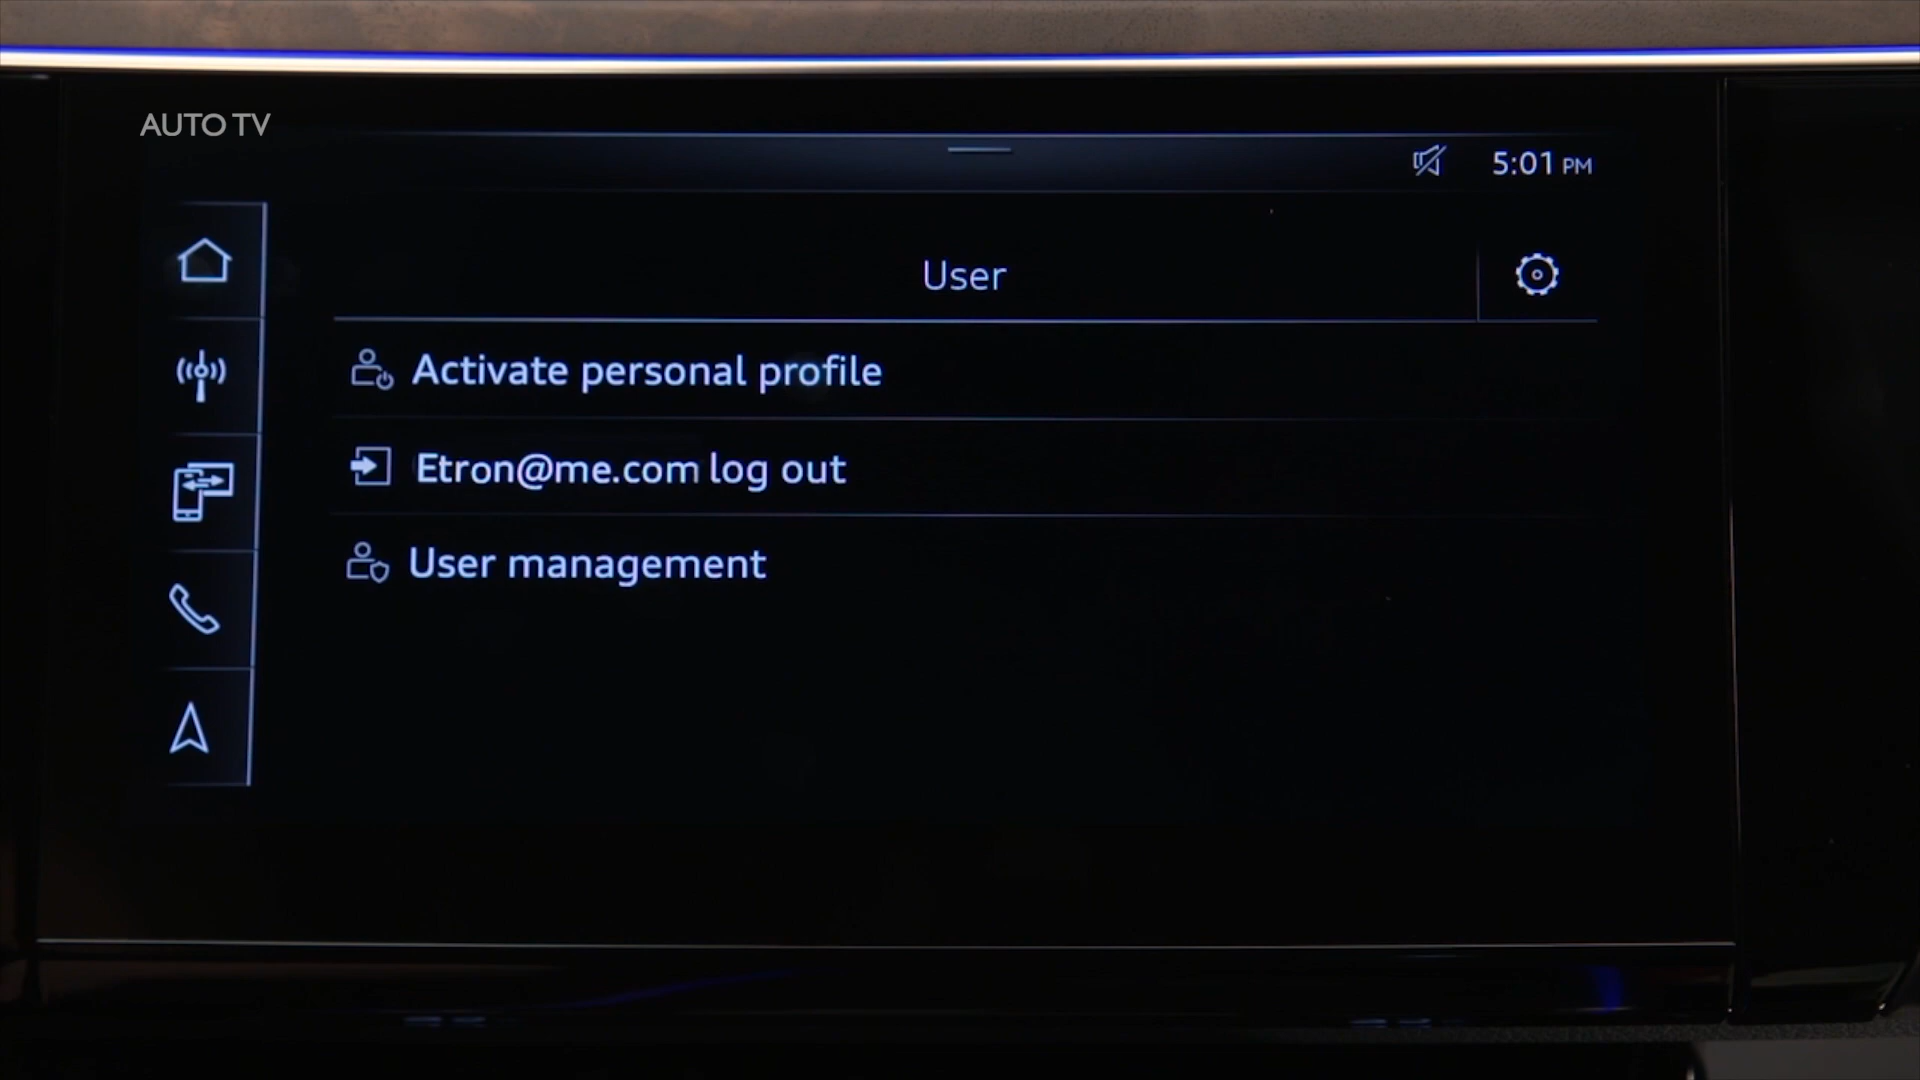 AUTO TV
5:01 PM
User
Activate personal profile
Etron@me.com log out
User management